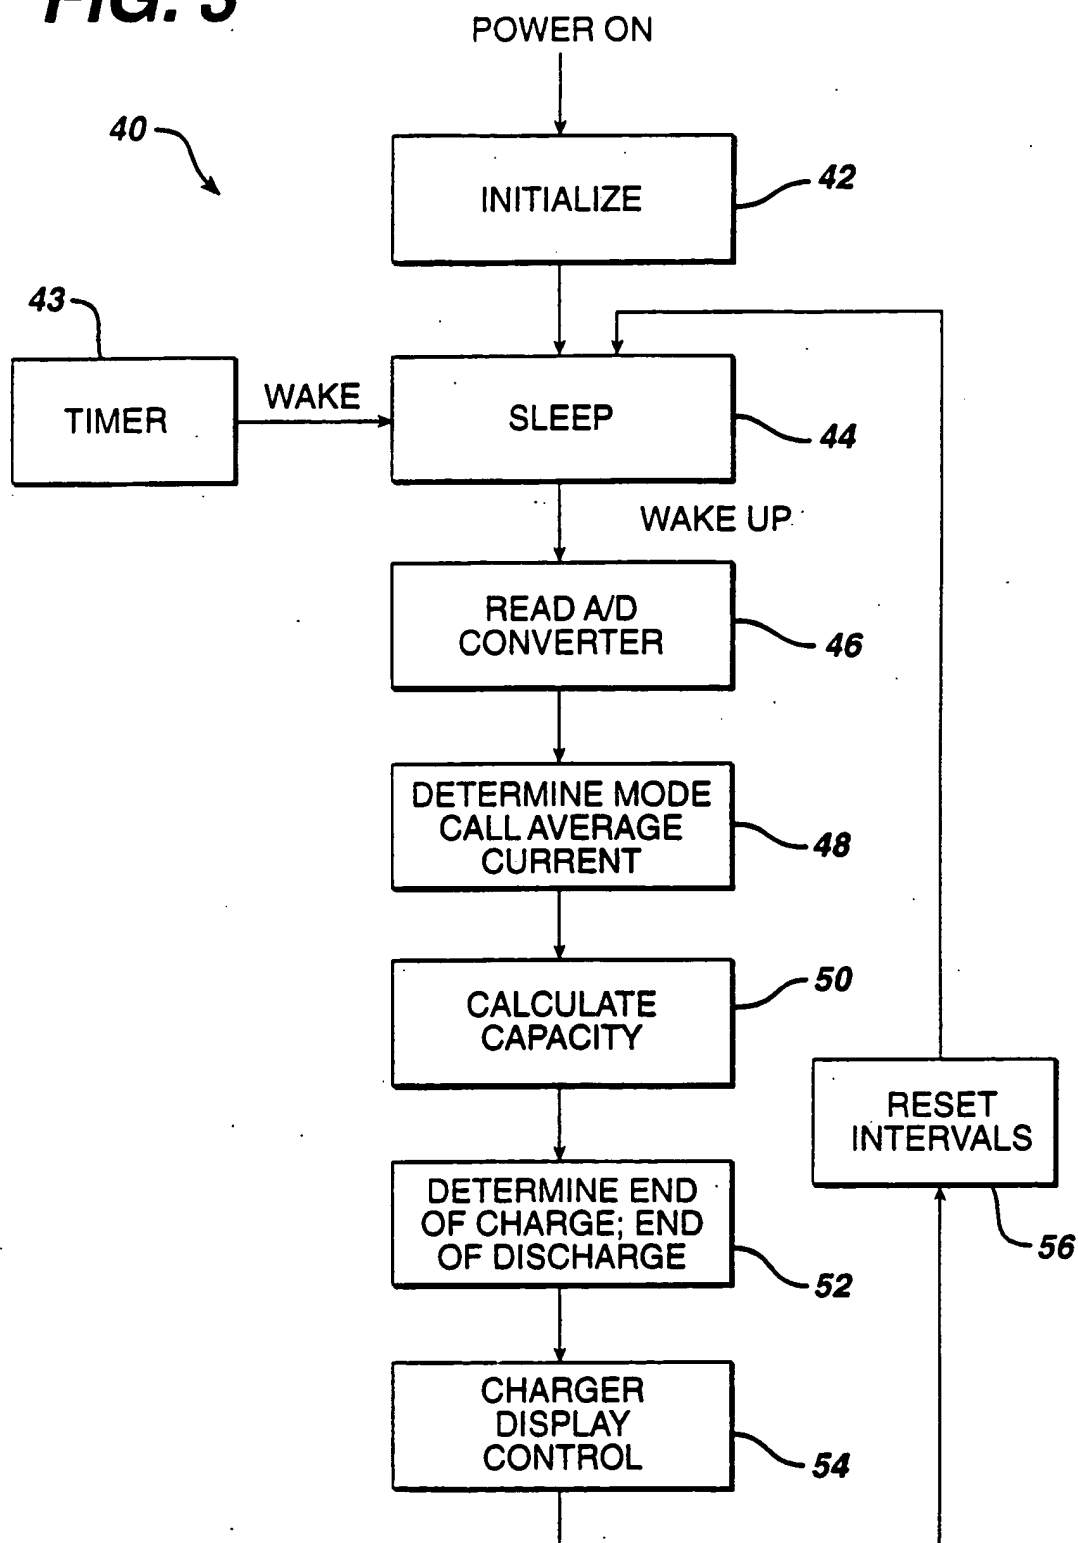 FIG. 3
POWER ON
40
INITIALIZE
42
43
TIMER
WAKE
SLEEP
44
WAKE UP
READ A/D
CONVERTER
46
DETERMINE MODE
CALL AVERAGE
CURRENT
48
CALCULATE
CAPACITY
50
RESET
INTERVALS
56
DETERMINE END
OF CHARGE; END
OF DISCHARGE
52
CHARGER
DISPLAY
CONTROL
54